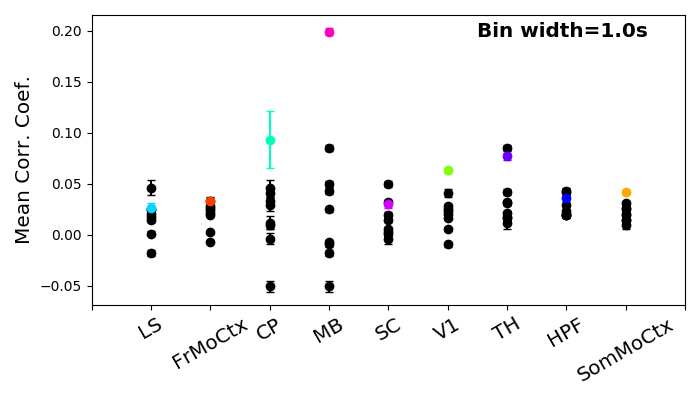 Bin width=1.0s
Mean Corr. Coef.
0.20
0.15
0.10
0.05
0.00
−0.05
LS FrMoCtx CP MB SC V1 TH HPF SomMoCtx